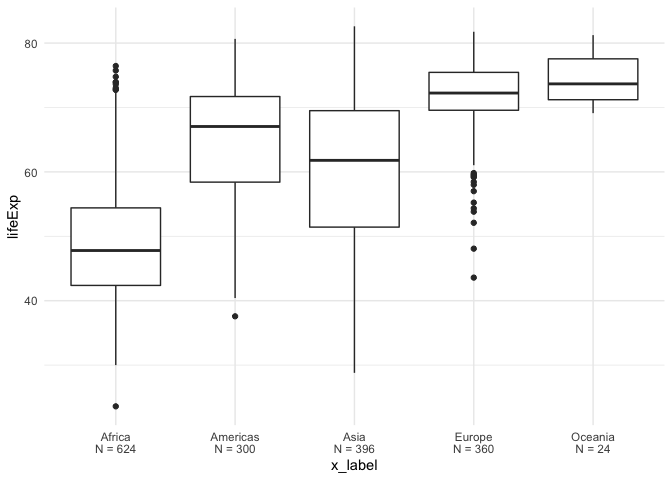 80
60
40
lifeExp
Africa
N = 624
Americas
N = 300
Asia
N = 396
Europe
N = 360
Oceania
N = 24
x_label